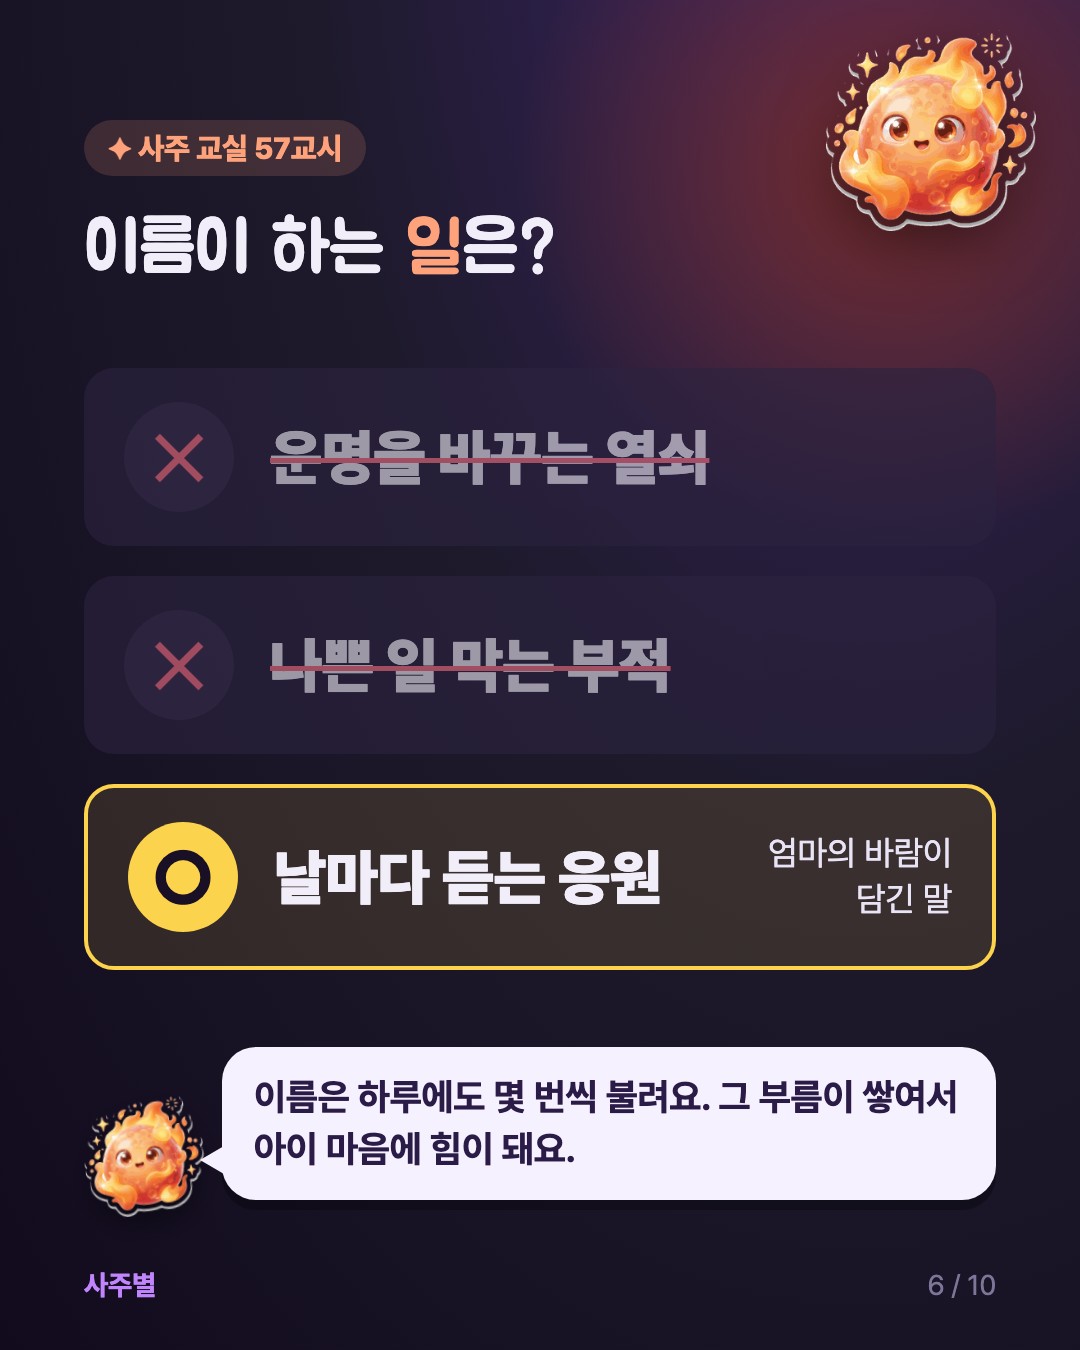 사주 교실 57교시
이름이 하는 일은?
운명을 바꾸는 열쇠
나쁜 일 막는 부적
날마다 듣는 응원
엄마의 바람이
담긴 말
이름은 하루에도 몇 번씩 불려요. 그 부름이 쌓여서
아이 마음에 힘이 돼요.
사주별
6 / 10